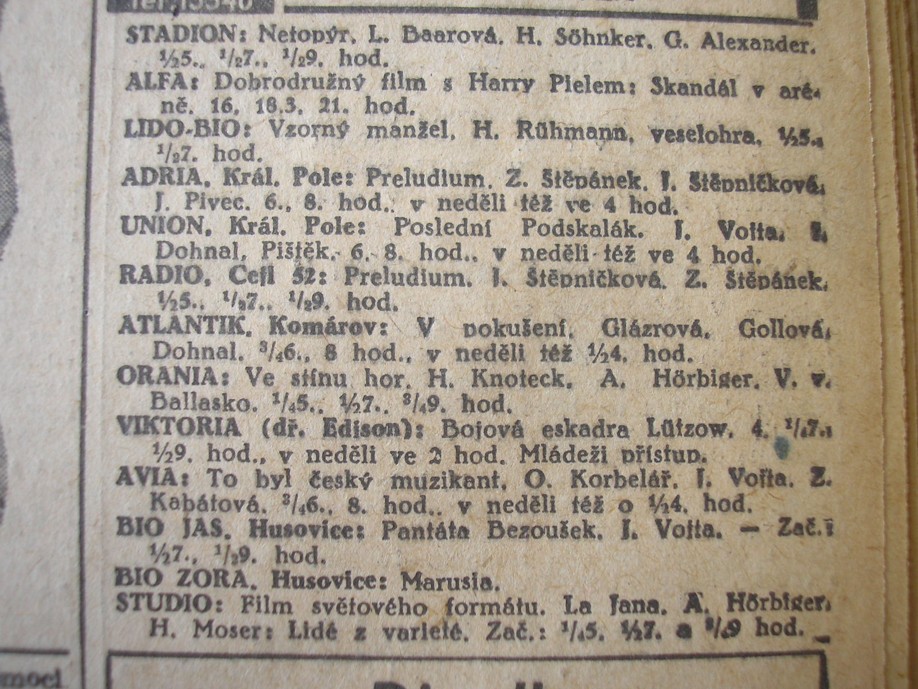 Tel. 15540
STADION: Netopýr, L. Baarová, H. Söhnker, G. Alexander,
½5., ½7., ½9. hod.
ALFA: Dobrodružný film s Harry Pielem: Skandál v aré-
ně. 16, 18.3, 21. hod.
LIDO-BIO: Vzorný manžel, H. Rühmann, veselohra, ½5.,
½7. hod.
ADRIA, Král. Pole: Preludium, Z. Štěpánek, J. Štěpničková,
J. Pivec. 6., 8. hod., v neděli též ve 4 hod.
UNION, Král. Pole: Poslední Podskalák. J. Vojta,
Dohnal, Pištěk. 6. 8. hod., v neděli též ve 4 hod.
RADIO, Cejl 52: Preludium. J. Štěpničková, Z. Štěpánek,
½5., ½7., ½9. hod.
ATLANTIK, Komárov: V pokušení, Glázrová, Gollová,
Dohnal. ¾6., 8 hod., v neděli též ½4. hod.
ORANIA: Ve stínu hor, H. Knoteck, A. Hörbiger, V. v.
Ballasko. ¼5., ½7., ¾9. hod.
VIKTORIA (dř. Edison): Bojová eskadra Lützow, 4. ¼7.,
½9. hod., v neděli ve 2 hod. Mládeži přístup.
AVIA: To byl český muzikant, O. Korbelář, J. Vojta, Z.
Kabátová, ¾6., 8. hod., v neděli též o ½4. hod.
BIO JAS, Husovice: Pantáta Bezoušek, J. Vojta. — Zač.:
½7., ½9. hod.
BIO ZORA, Husovice: Marusia.
STUDIO: Film světového formátu. La Jana, A. Hörbiger,
H. Moser: Lidé z varieté. Zač.: ¼5, ½7. a ¾9 hod.